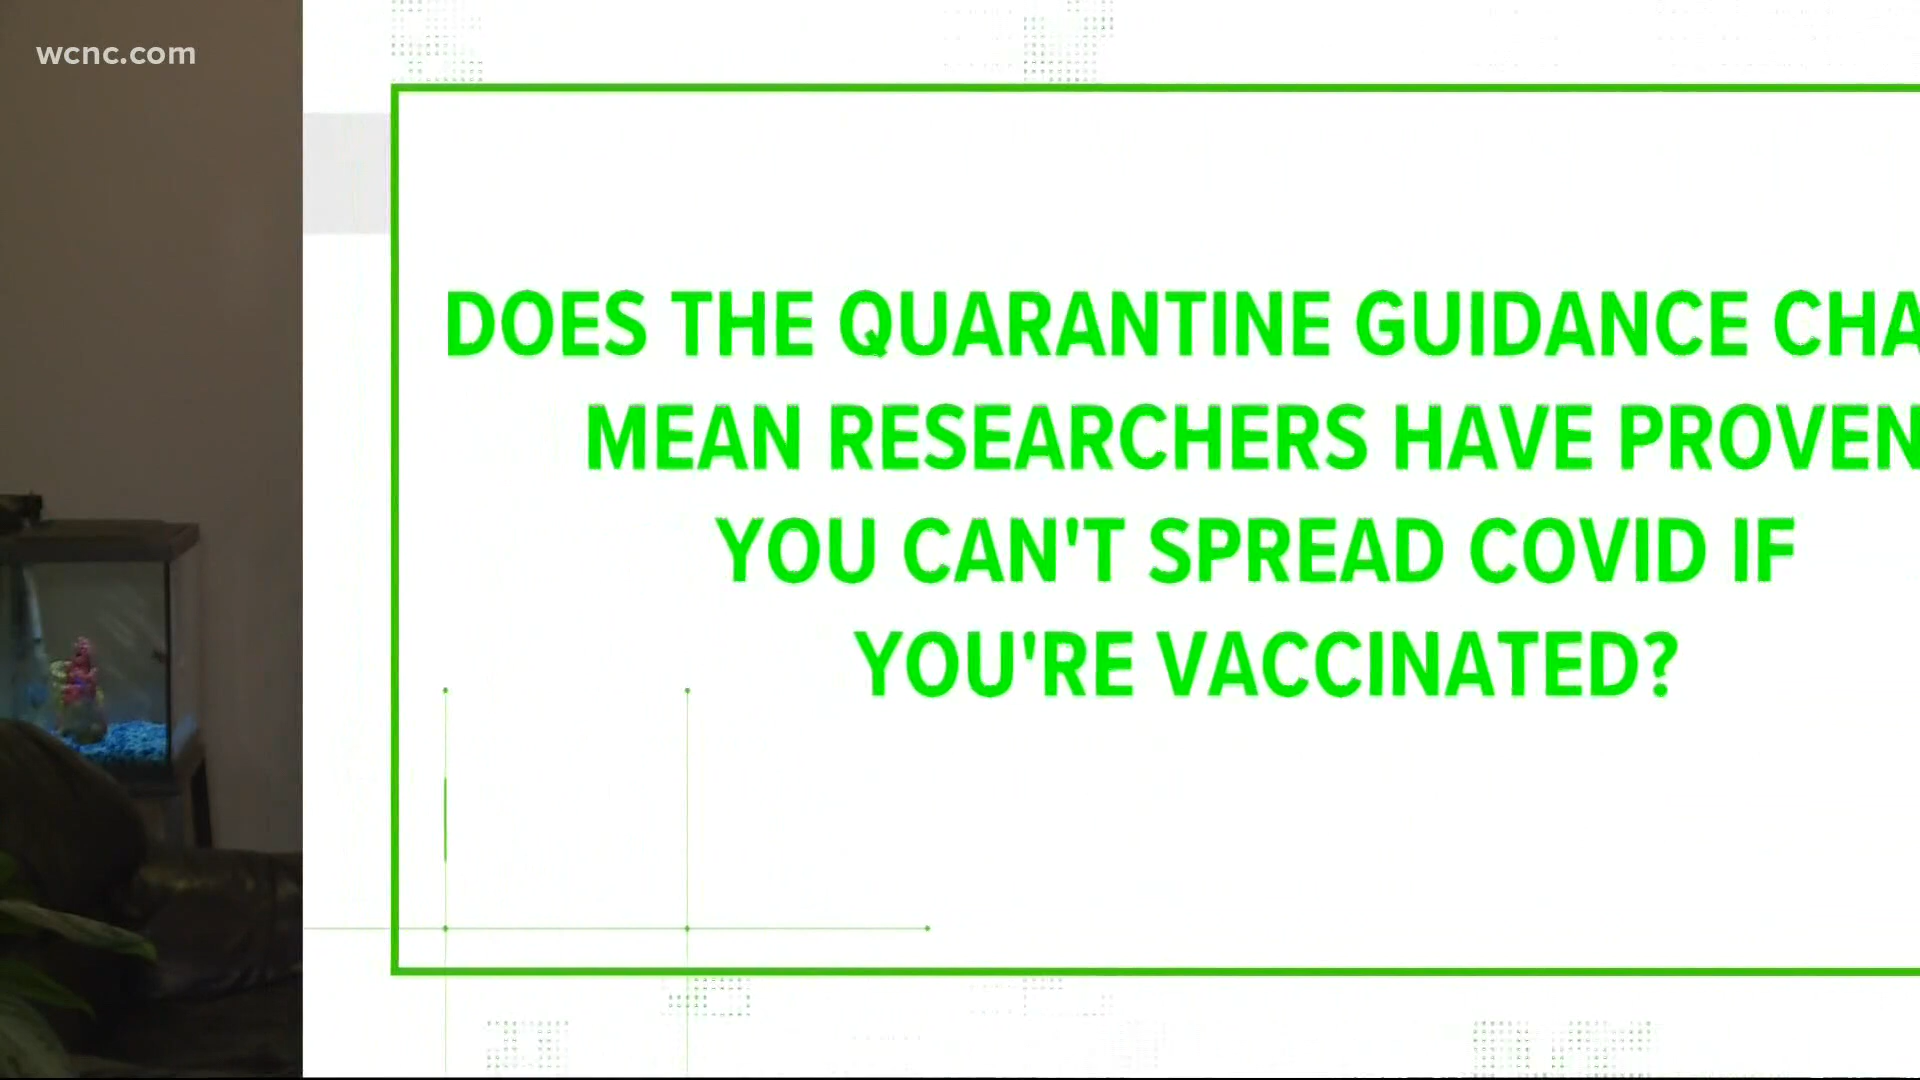 wcnc.com
DOES THE QUARANTINE GUIDANCE CHA
MEAN RESEARCHERS HAVE PROVEN
YOU CAN'T SPREAD COVID IF
YOU'RE VACCINATED?